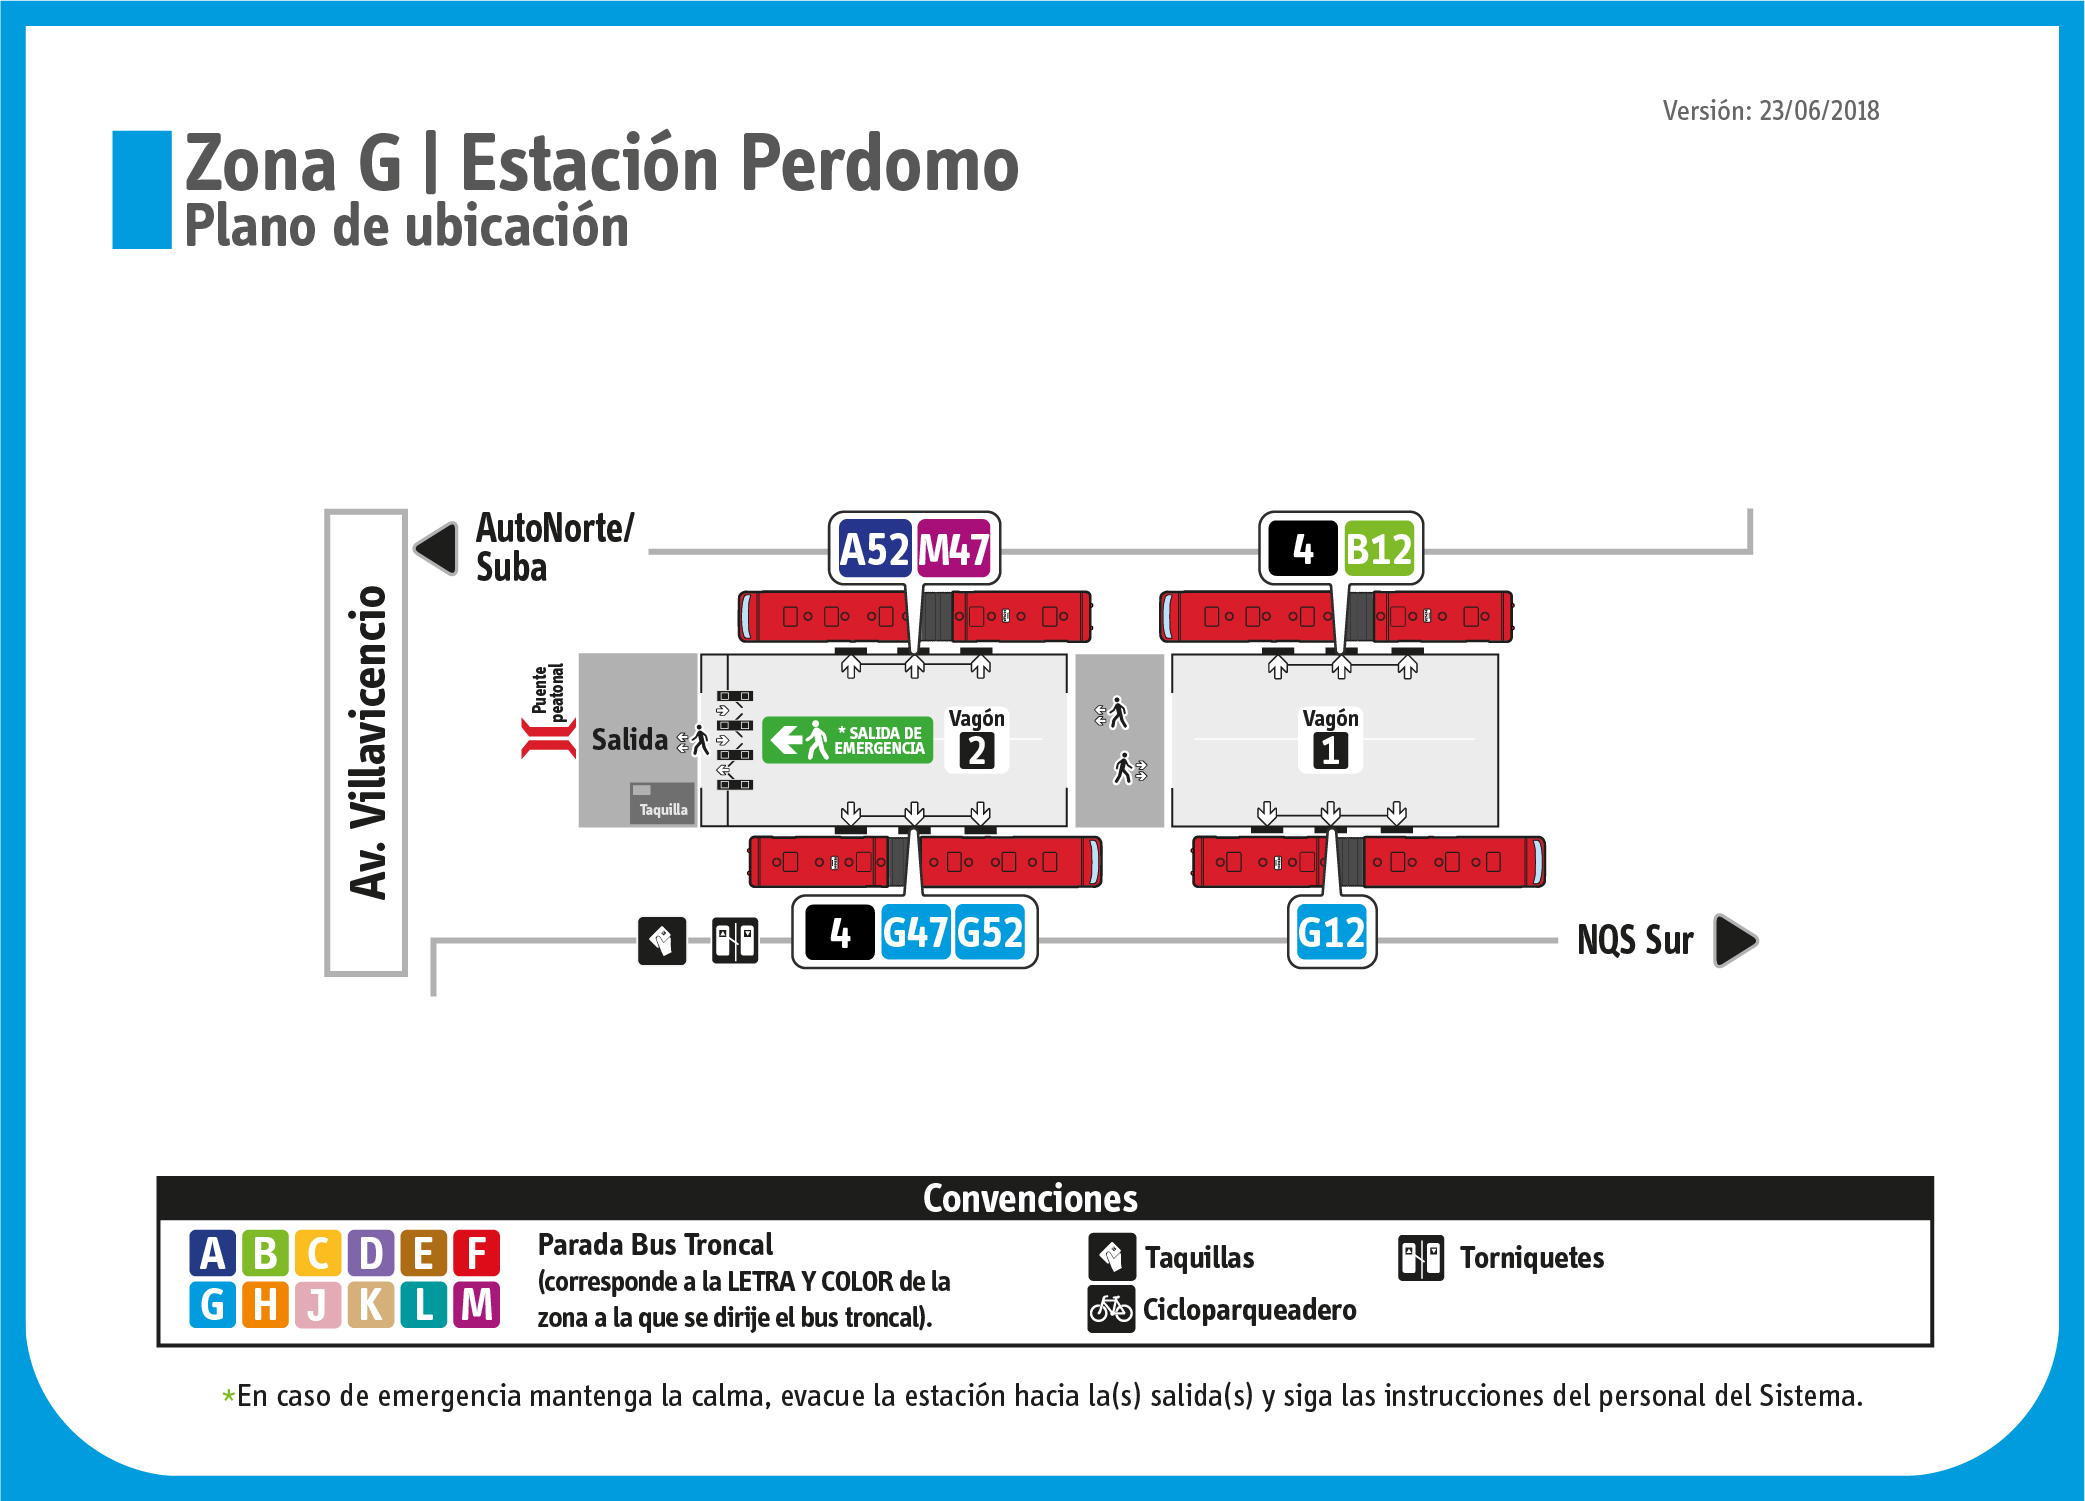 Versión: 23/06/2018
Zona G | Estación Perdomo
Plano de ubicación
Av. Villavicencio
AutoNorte/
Suba
A52 M47
4 B12
Puente
peatonal
Salida
Taquilla
* SALIDA DE
EMERGENCIA
Vagón
2
Vagón
1
4 G47 G52
G12
NQS Sur
Convenciones
A B C D E F
G H J K L M
Parada Bus Troncal
(corresponde a la LETRA Y COLOR de la
zona a la que se dirije el bus troncal).
Taquillas
Cicloparqueadero
Torniquetes
*En caso de emergencia mantenga la calma, evacue la estación hacia la(s) salida(s) y siga las instrucciones del personal del Sistema.